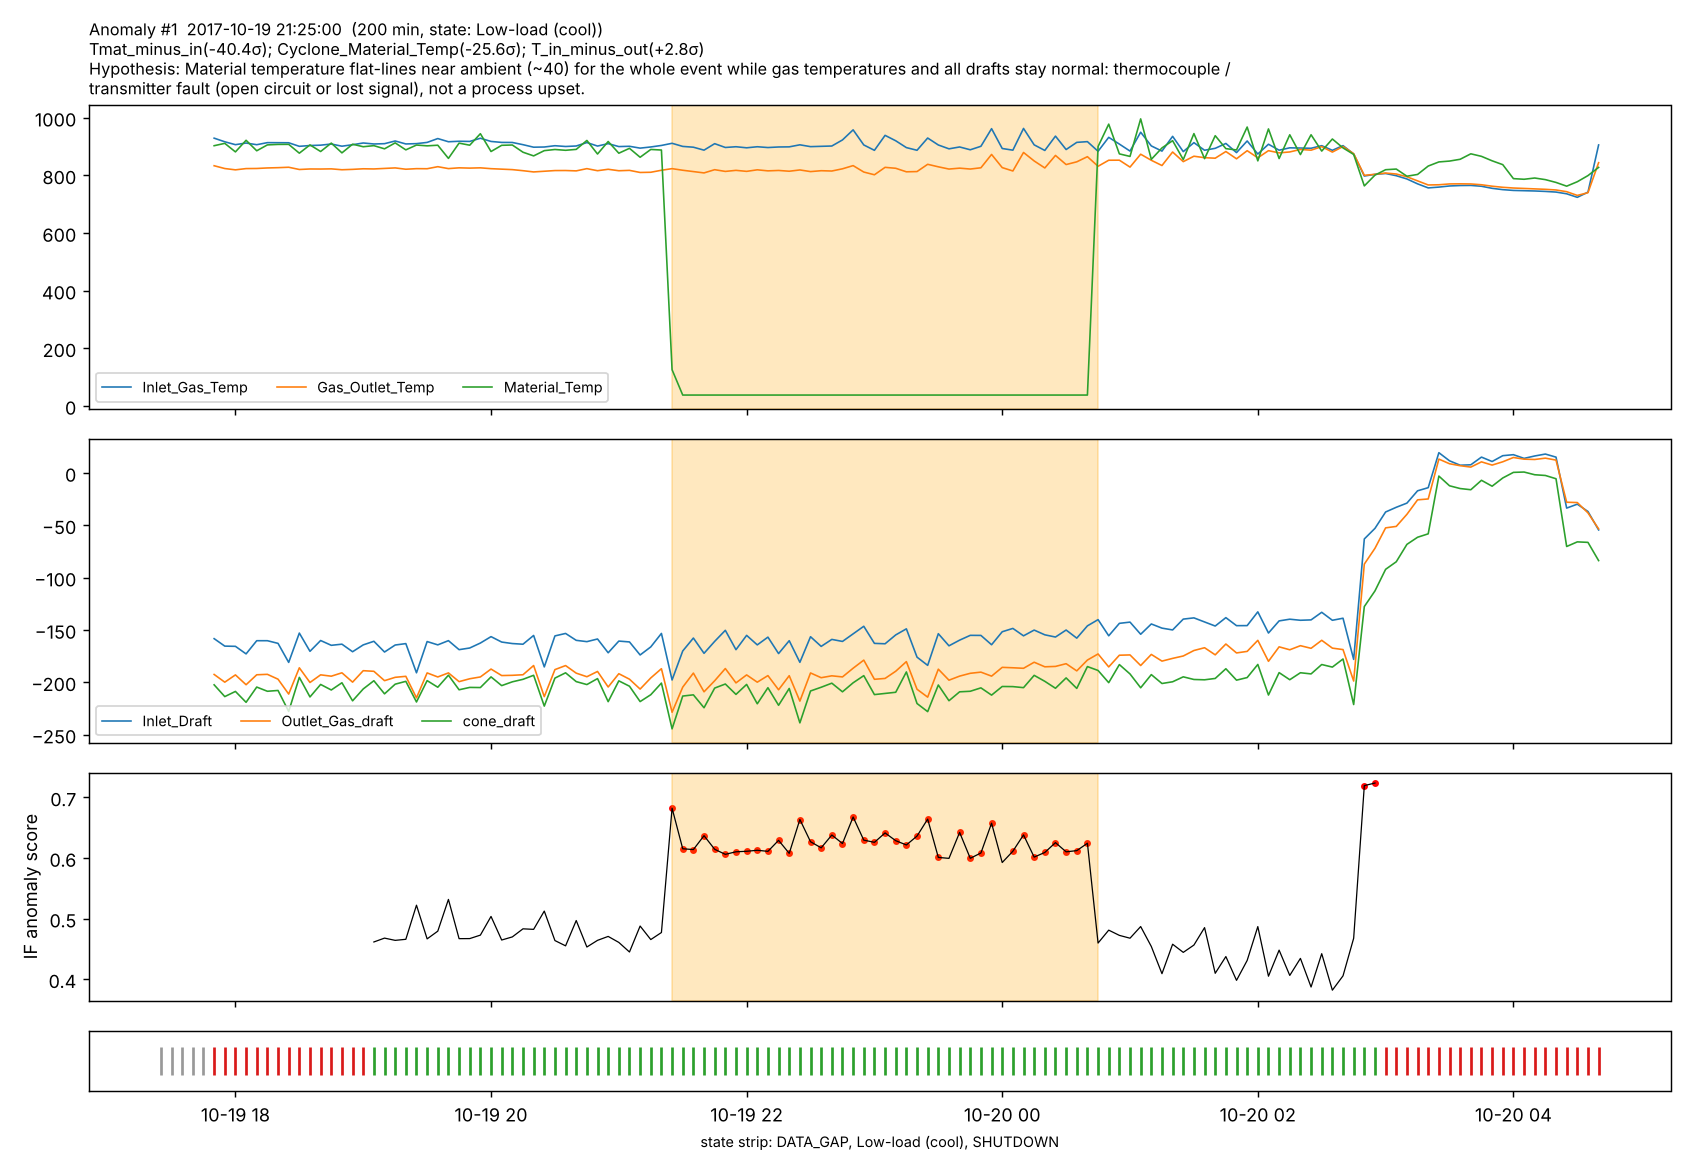 Anomaly #1  2017-10-19 21:25:00  (200 min, state: Low-load (cool))
Tmat_minus_in(-40.4σ); Cyclone_Material_Temp(-25.6σ); T_in_minus_out(+2.8σ)
Hypothesis: Material temperature flat-lines near ambient (~40) for the whole event while gas temperatures and all drafts stay normal: thermocouple /
transmitter fault (open circuit or lost signal), not a process upset.
1000
800
600
400
200
0
Inlet_Gas_Temp
Gas_Outlet_Temp
Material_Temp
0
−50
−100
−150
−200
−250
Inlet_Draft
Outlet_Gas_draft
cone_draft
IF anomaly score
0.7
0.6
0.5
0.4
10-19 18
10-19 20
10-19 22
10-20 00
10-20 02
10-20 04
state strip: DATA_GAP, Low-load (cool), SHUTDOWN